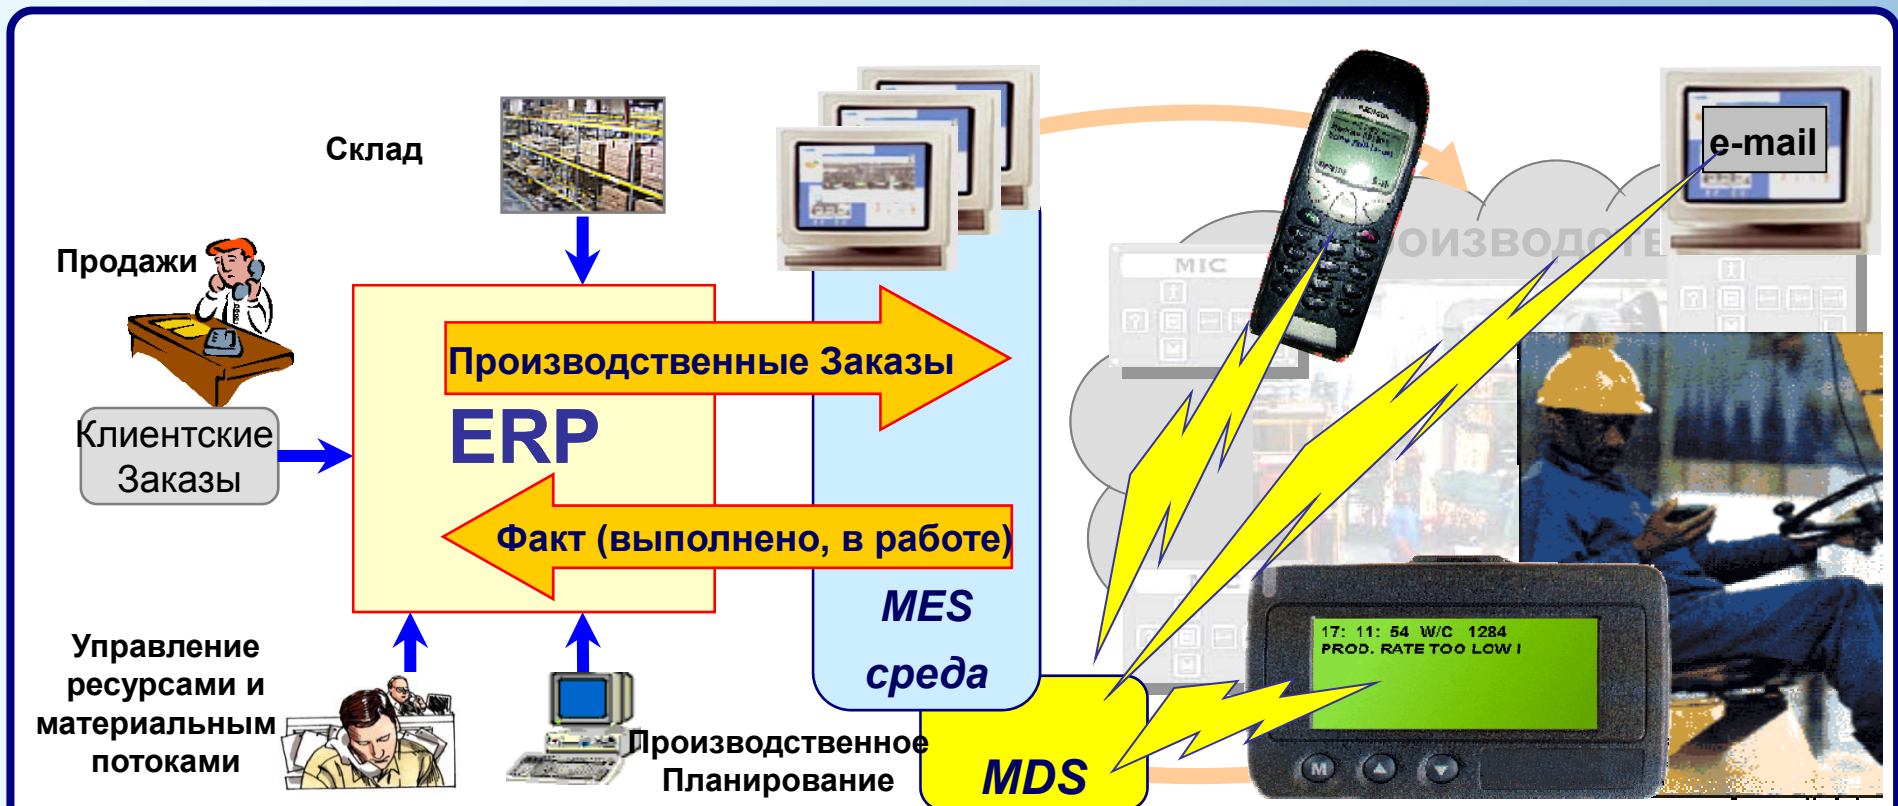 Склад
e-mail
Продажи
ОИЗВОДСТВ
MIC
Производственные Заказы
ERP
Клиентские
Заказы
Факт (выполнено, в работе)
MES
среда
17: 11: 54 W/C 1284
PROD. RATE TOO LOW !
Управление
ресурсами и
материальным
потоками
Производственное
Планирование
MDS
M